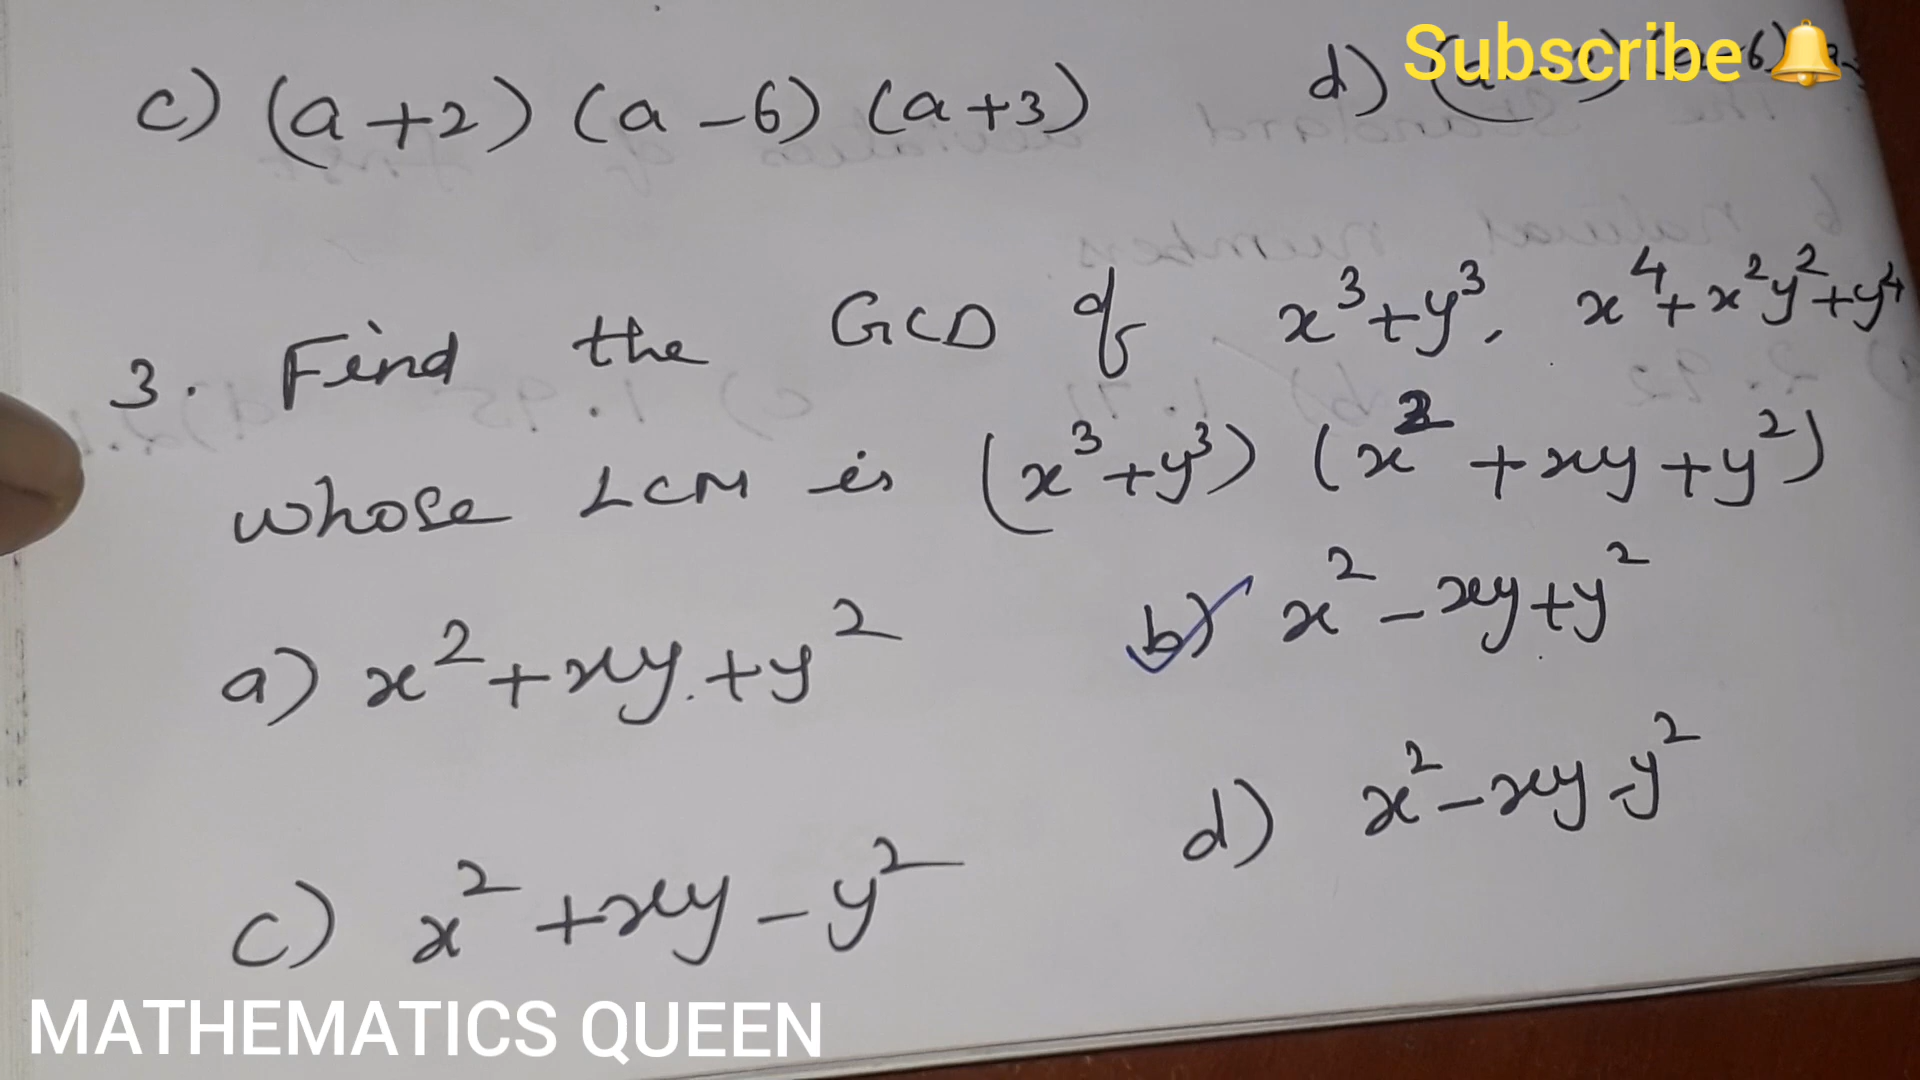 Subscribe 🔔
c) (a+2) (a-6) (a+3) d)
3. Find the GCD of x³+y³, x⁴+x²y²+y⁴
whose LCM is (x³+y³) (x²+xy+y²)
a) x²+xy+y² b) x²-xy+y²
c) x²+xy-y² d) x²-xy-y²
MATHEMATICS QUEEN